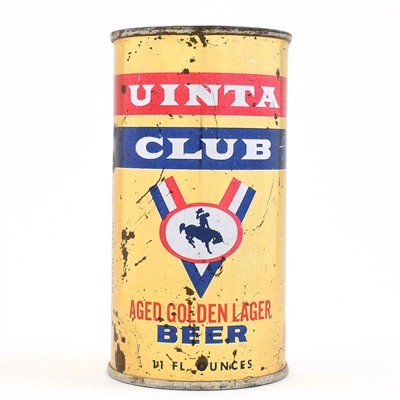 UINTA
CLUB
AGED GOLDEN LAGER
BEER
11 FL. OUNCES